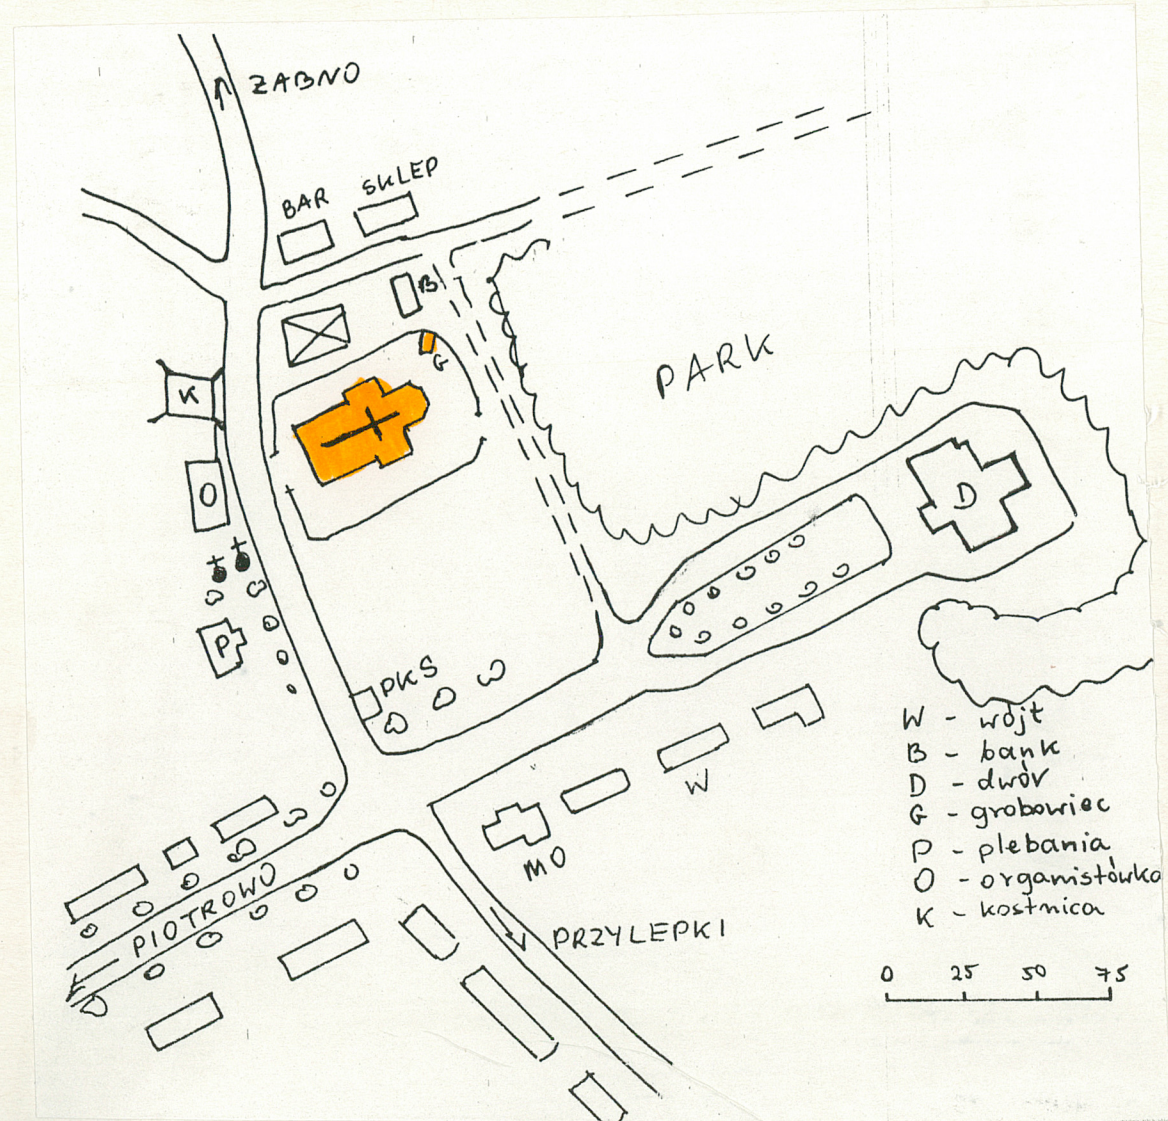 ZABNO
SKLEP
BAR
B
G
PARK
K
O
D
P
PKS
W
MO
PIOTROWO
PRZYLEPKI
W - wójt
B - bank
D - dwór
G - grobowiec
P - plebania
O - organistówka
K - kostnica
0 25 50 75